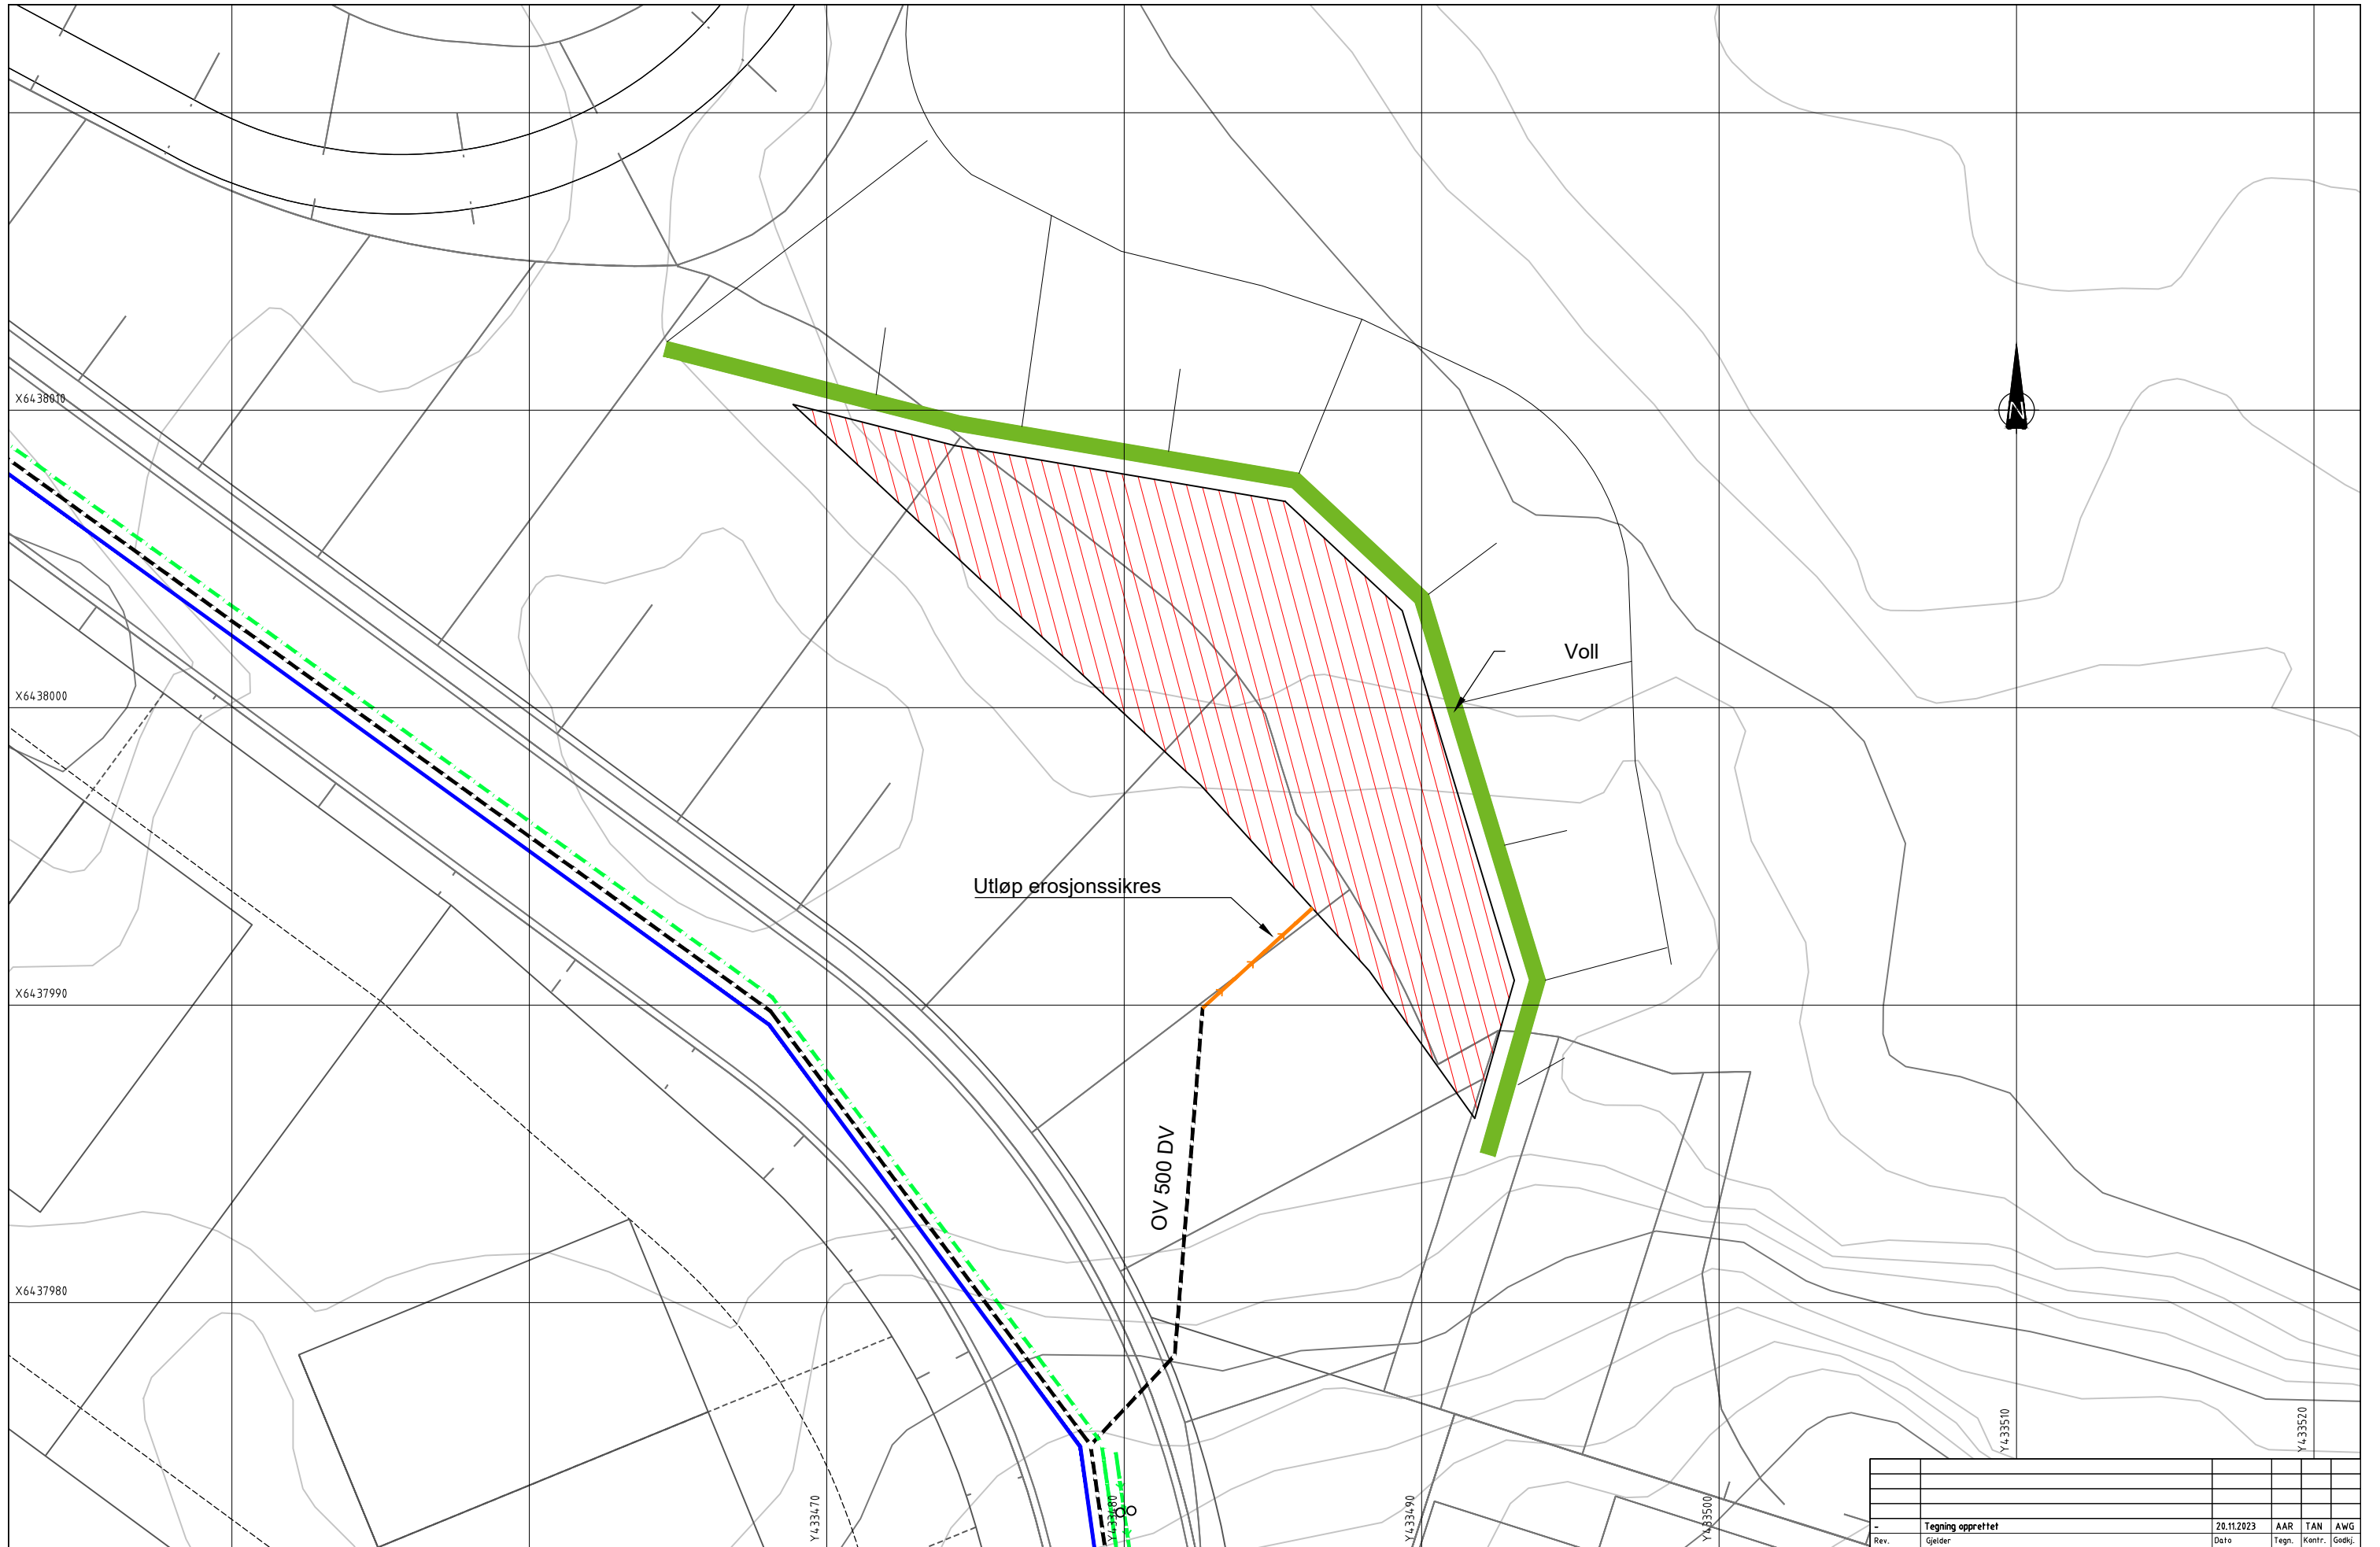 X6438010
N
X6438000
Voll
Utløp erosjonssikres
X6437990
OV 500 DV
X6437980
Y433470
Y433480
Y433490
Y433500
Y433510
Y433520
- Tegning opprettet 20.11.2023 AAR TAN AWG
Rev. Gjelder Dato Tegn. Kontr. Godkj.